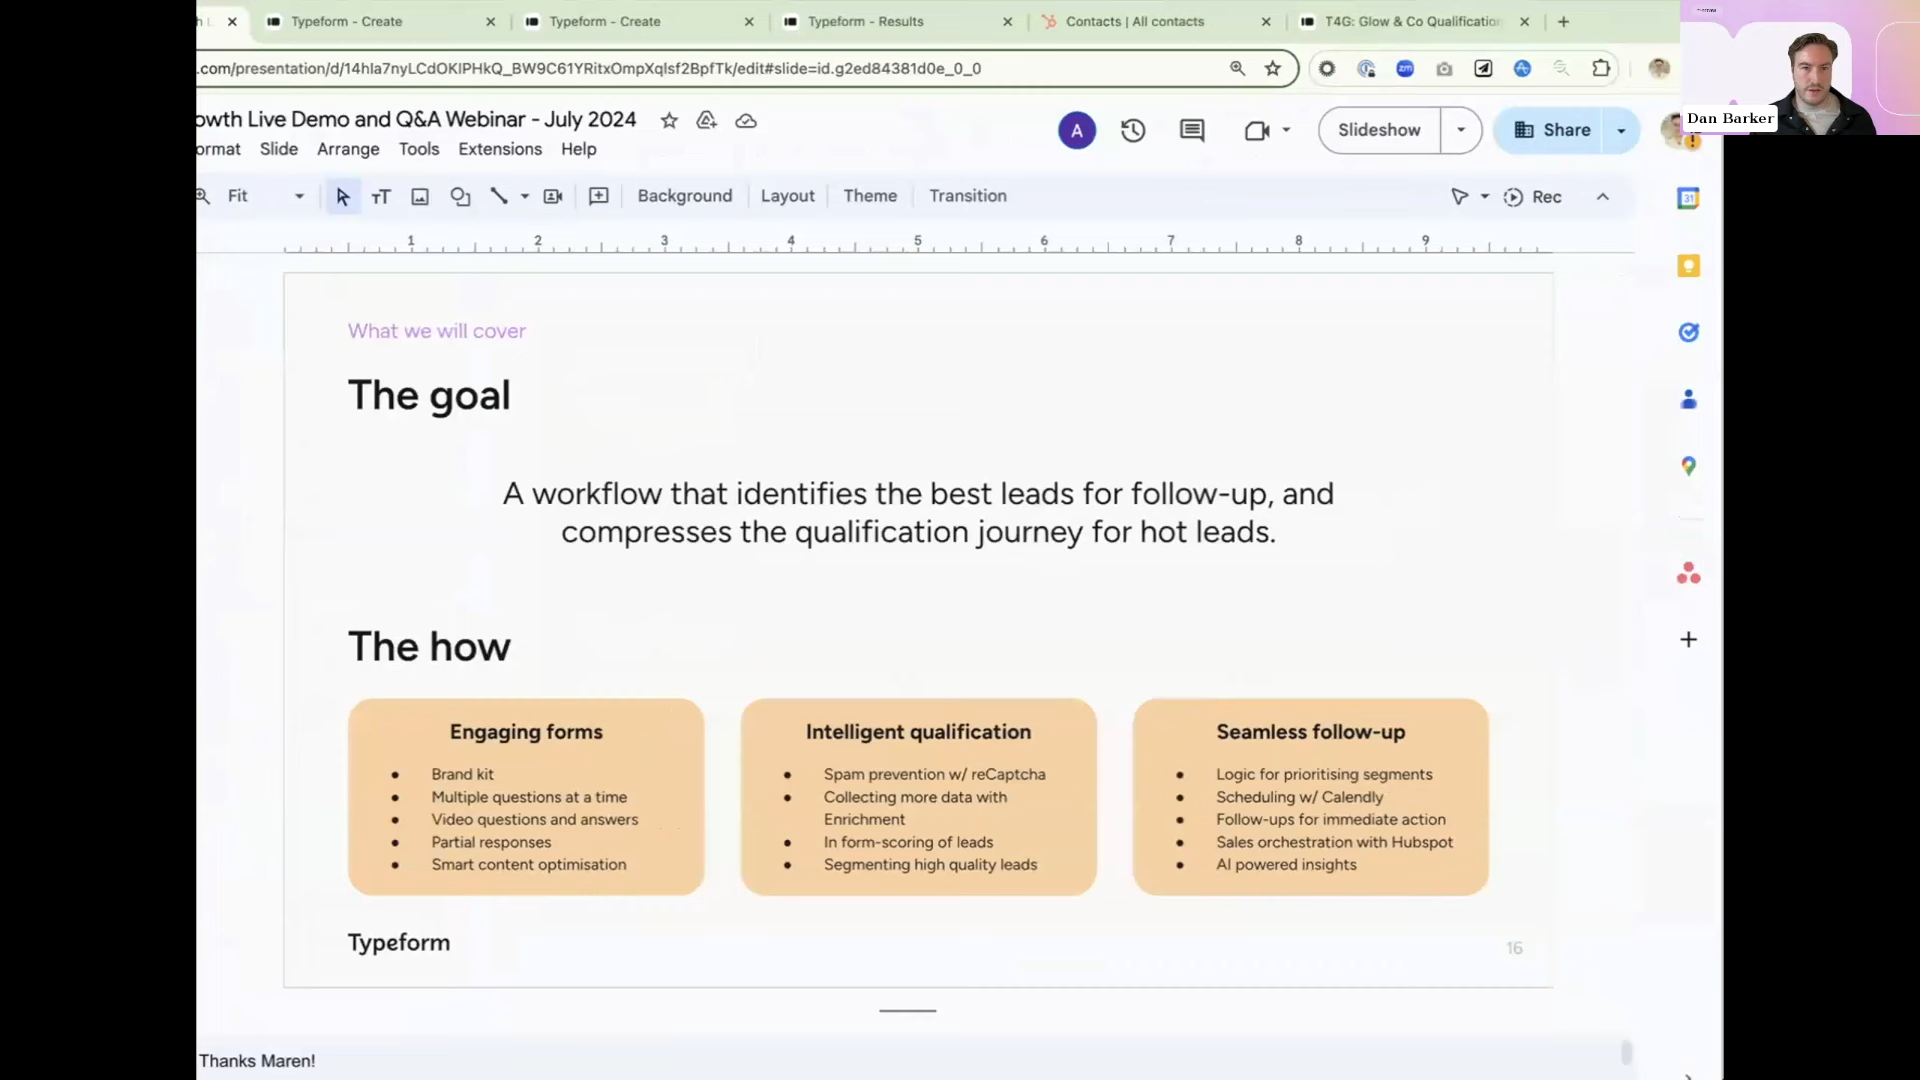 Typeform - Create
Typeform - Create
Typeform - Results
Contacts | All contacts
T4G: Glow & Co Qualification
.com/presentation/d/14hla7nyLCdOKIPHkQ_BW9C61YRitxOmpXqlsf2BpfTk/edit#slide=id.g2ed84381d0e_0_0
Dan Barker
owth Live Demo and Q&A Webinar - July 2024
A
Slideshow
Share
ormat Slide Arrange Tools Extensions Help
Fit
Background
Layout
Theme
Transition
Rec
31
1 2 3 4 5 6 7 8 9
What we will cover
The goal
A workflow that identifies the best leads for follow-up, and
compresses the qualification journey for hot leads.
The how
Engaging forms
• Brand kit
• Multiple questions at a time
• Video questions and answers
• Partial responses
• Smart content optimisation
Intelligent qualification
• Spam prevention w/ reCaptcha
• Collecting more data with
Enrichment
• In form-scoring of leads
• Segmenting high quality leads
Seamless follow-up
• Logic for prioritising segments
• Scheduling w/ Calendly
• Follow-ups for immediate action
• Sales orchestration with Hubspot
• AI powered insights
Typeform
16
Thanks Maren!